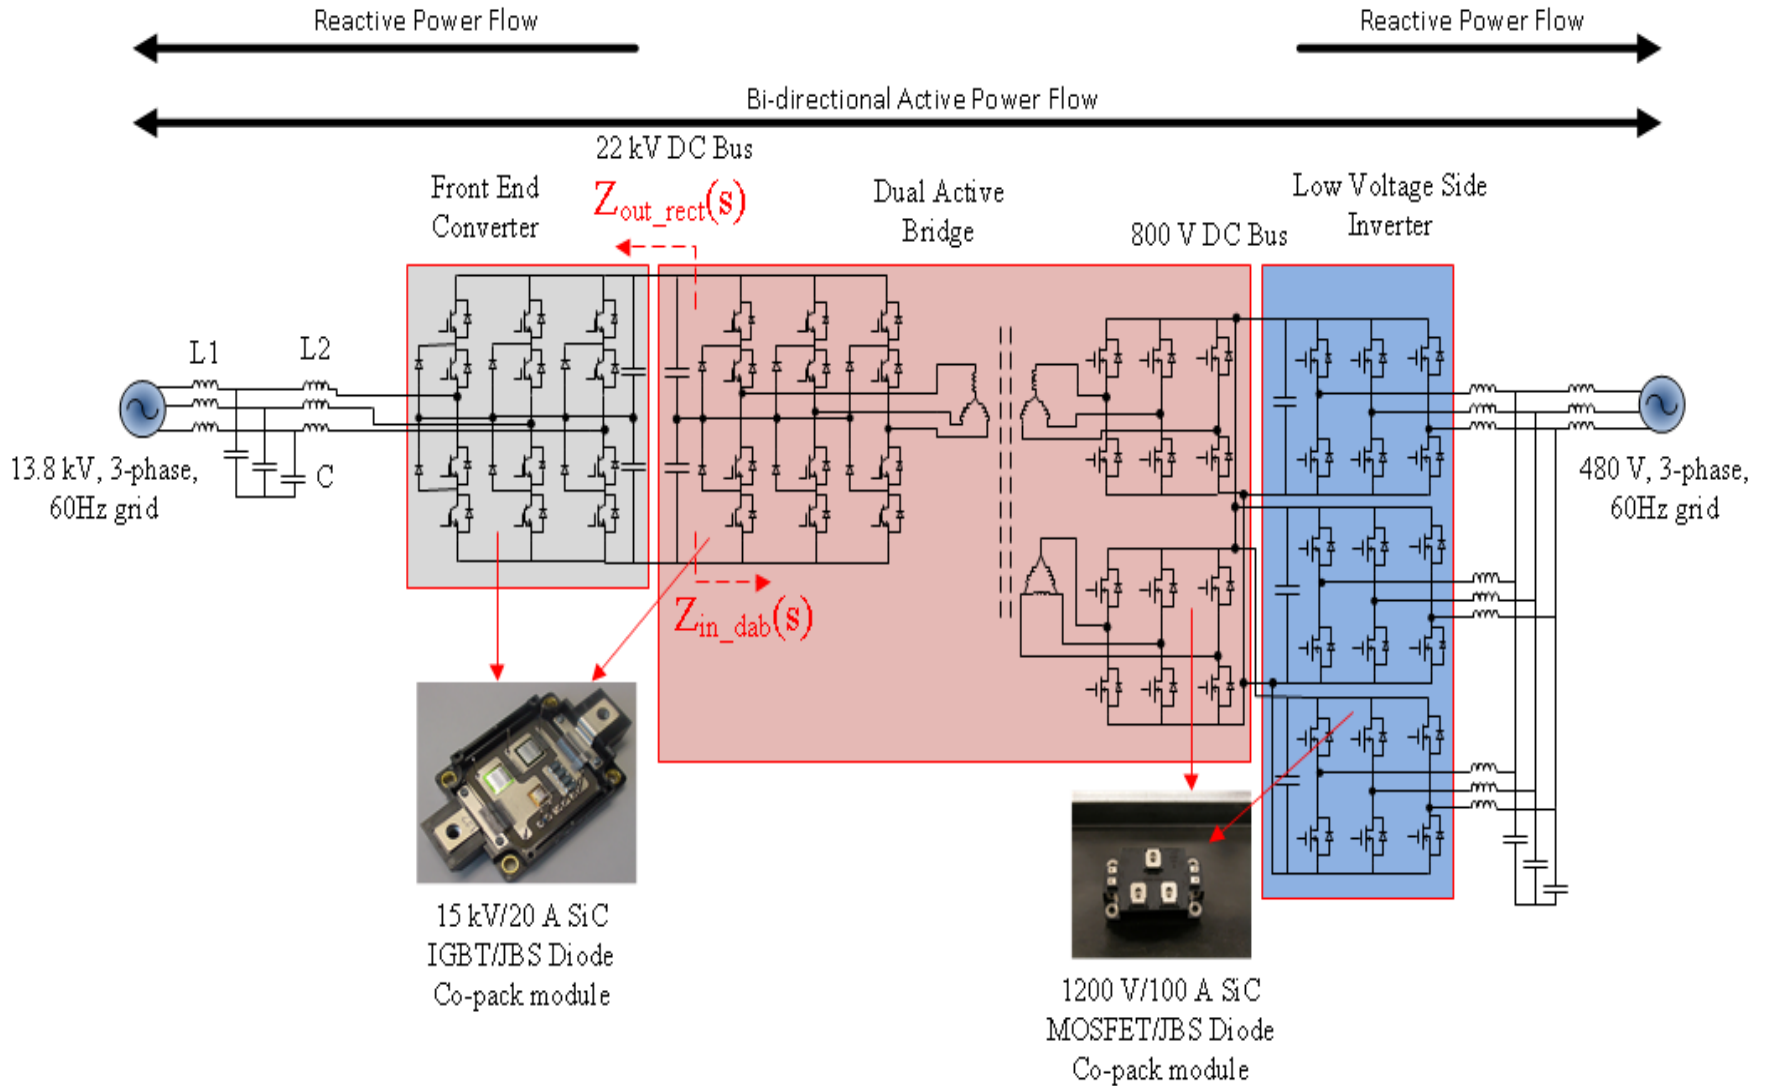 Reactive Power Flow
Reactive Power Flow
Bi-directional Active Power Flow
22 kV DC Bus
Front End
Converter
Z_out_rect(s)
Dual Active
Bridge
800 V DC Bus
Low Voltage Side
Inverter
L1
L2
C
13.8 kV, 3-phase,
60Hz grid
480 V, 3-phase,
60Hz grid
Z_in_dab(s)
15 kV/20 A SiC
IGBT/JBS Diode
Co-pack module
1200 V/100 A SiC
MOSFET/JBS Diode
Co-pack module